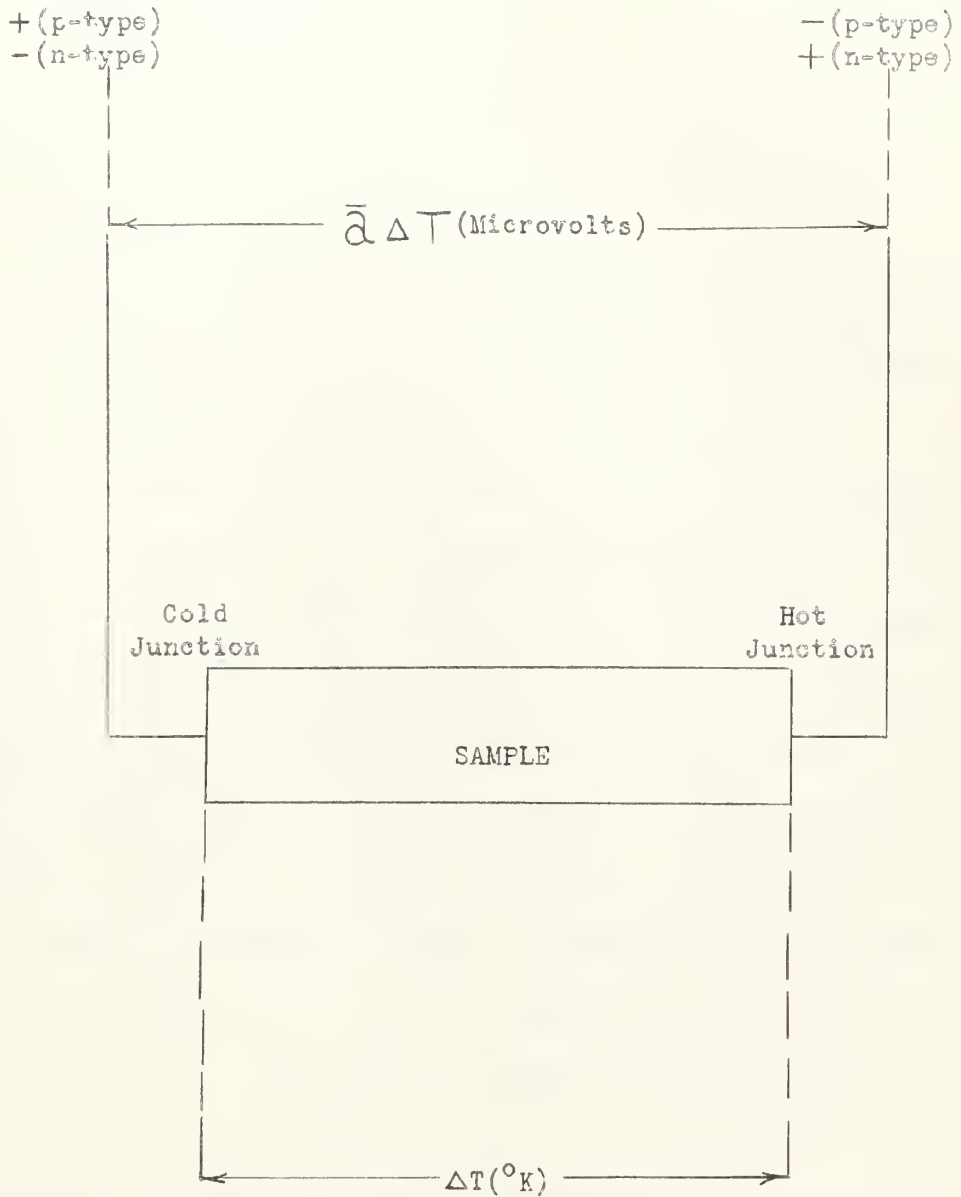 +(p-type)
-(n-type)
-(p-type)
+(n-type)
ā ΔT (Microvolts)
Cold
Junction
Hot
Junction
SAMPLE
ΔT(°K)